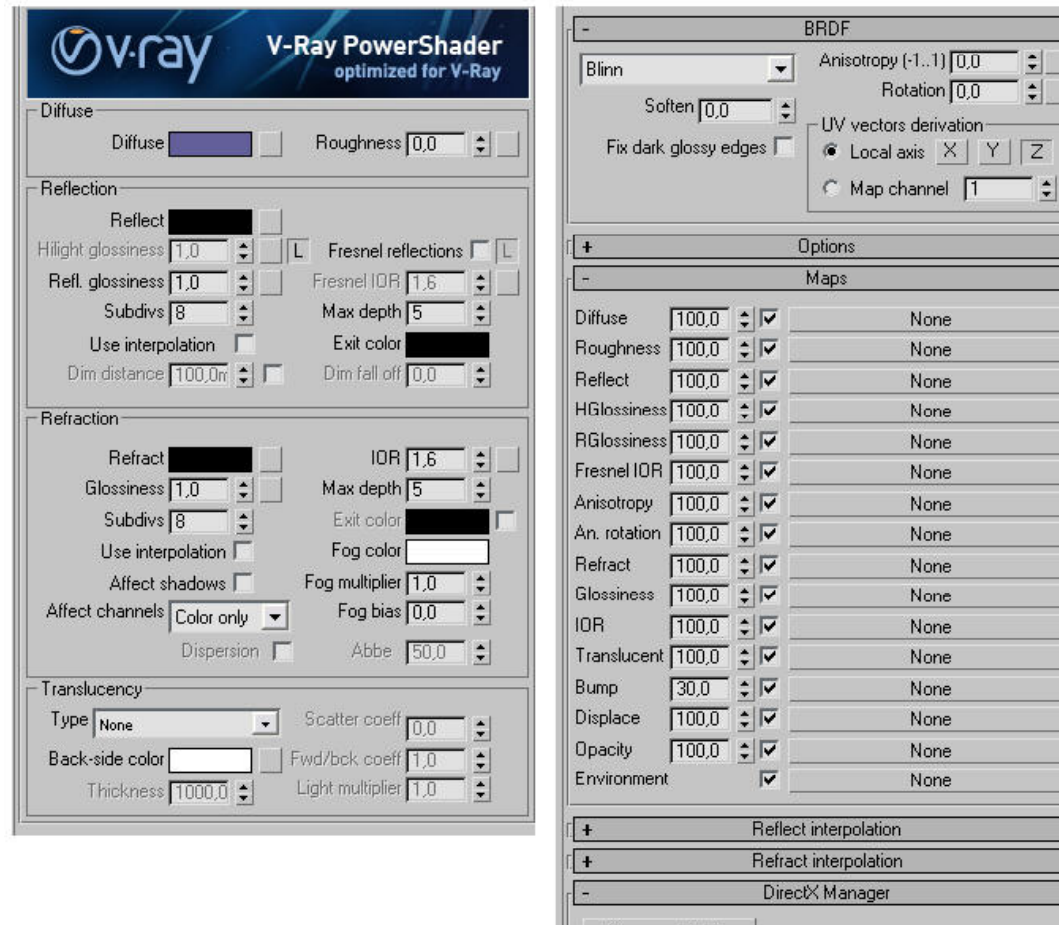 v·ray
V-Ray PowerShader
optimized for V-Ray
Diffuse
Diffuse Roughness 0,0
Reflection
Reflect
Hilight glossiness 1,0 L Fresnel reflections L
Refl. glossiness 1,0 Fresnel IOR 1,6
Subdivs 8 Max depth 5
Use interpolation Exit color
Dim distance 100,0m Dim fall off 0,0
Refraction
Refract IOR 1,6
Glossiness 1,0 Max depth 5
Subdivs 8 Exit color
Use interpolation Fog color
Affect shadows Fog multiplier 1,0
Affect channels Color only Fog bias 0,0
Dispersion Abbe 50,0
Translucency
Type None Scatter coeff 0,0
Back-side color Fwd/bck coeff 1,0
Thickness 1000,0 Light multiplier 1,0
- BRDF
Blinn Anisotropy (-1..1) 0,0
Rotation 0,0
Soften 0,0
UV vectors derivation
Fix dark glossy edges Local axis X Y Z
Map channel 1
+ Options
- Maps
Diffuse 100,0 None
Roughness 100,0 None
Reflect 100,0 None
HGlossiness 100,0 None
RGlossiness 100,0 None
Fresnel IOR 100,0 None
Anisotropy 100,0 None
An. rotation 100,0 None
Refract 100,0 None
Glossiness 100,0 None
IOR 100,0 None
Translucent 100,0 None
Bump 30,0 None
Displace 100,0 None
Opacity 100,0 None
Environment None
+ Reflect interpolation
+ Refract interpolation
- DirectX Manager